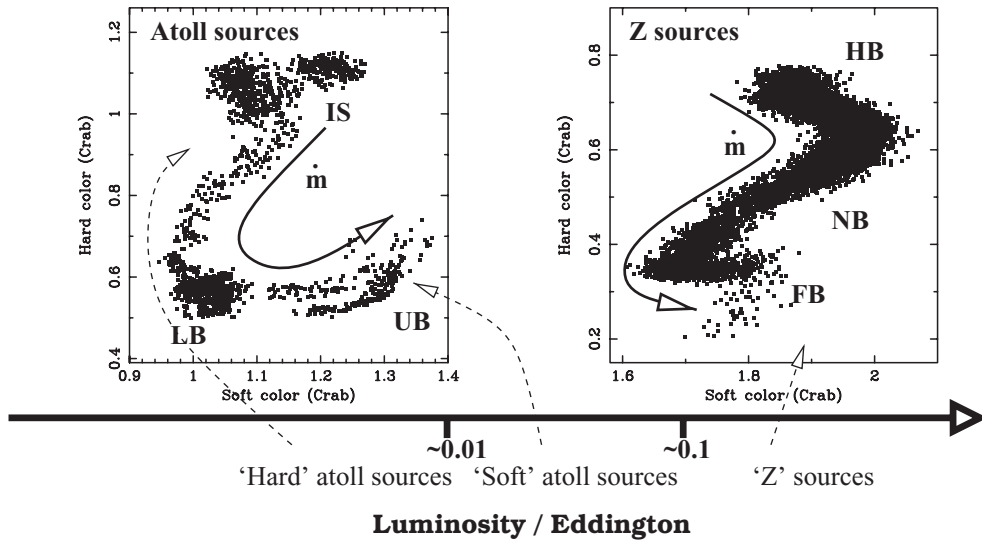 Atoll sources
Hard color (Crab)
1.2
1
0.8
0.6
0.4
IS
ṁ
LB
UB
0.9
1
1.1
1.2
1.3
1.4
Soft color (Crab)
Z sources
Hard color (Crab)
0.8
0.6
0.4
0.2
HB
ṁ
NB
FB
1.6
1.8
2
Soft color (Crab)
~0.01
~0.1
‘Hard’ atoll sources
‘Soft’ atoll sources
‘Z’ sources
Luminosity / Eddington